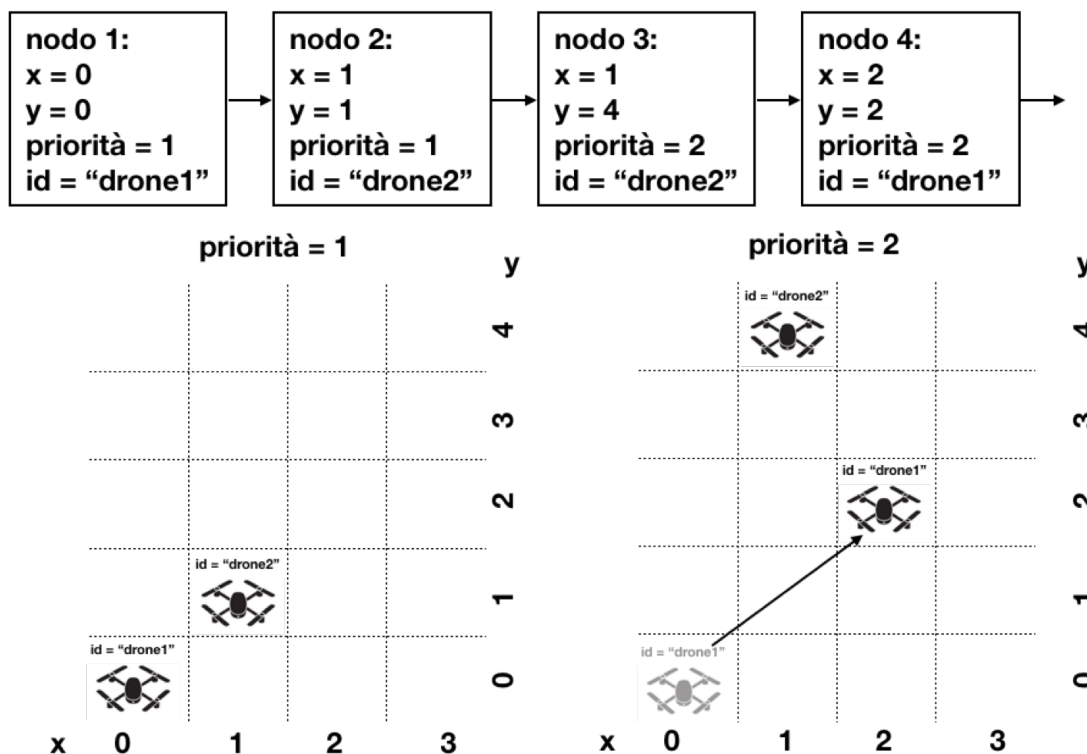 nodo 1:
x = 0
y = 0
priorità = 1
id = “drone1”
nodo 2:
x = 1
y = 1
priorità = 1
id = “drone2”
nodo 3:
x = 1
y = 4
priorità = 2
id = “drone2”
nodo 4:
x = 2
y = 2
priorità = 2
id = “drone1”
priorità = 1
y
4
3
2
1
0
id = “drone2”
id = “drone1”
x 0 1 2 3
priorità = 2
y
4
3
2
1
0
id = “drone2”
id = “drone1”
id = “drone1”
x 0 1 2 3